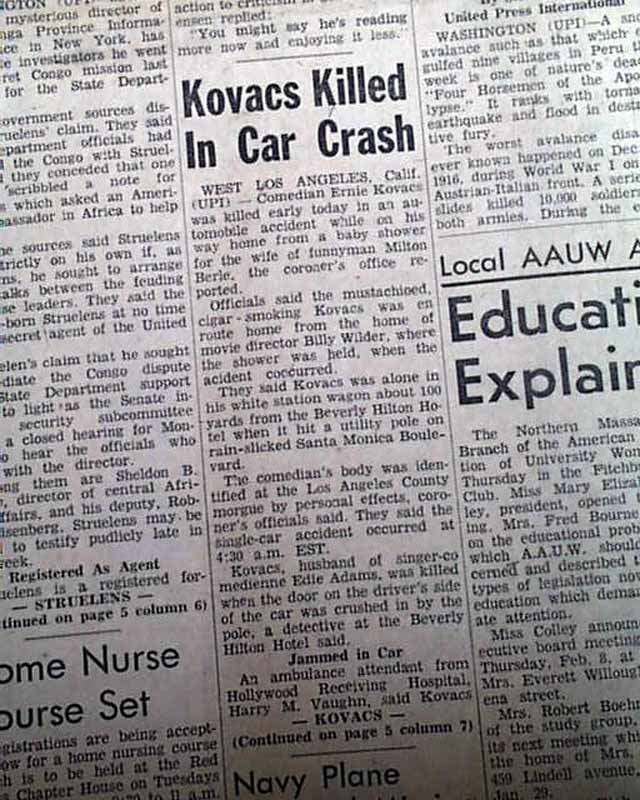 mysterious director of
nga Province Informa-
ce in New York, has
e investigators he went
ret Congo mission last
for the State Depart-
overnment sources dis-
ruelens' claim. They said
epartment officials had
the Congo with Struel-
they conceded that one
scribbled a note for
s which asked an Ameri-
bassador in Africa to help
he sources said Struelens
trictly on his own if, as
ns, he sought to arrange
alks between the feuding
se leaders. They said the
-born Struelens at no time
secret agent of the United
elen's claim that he sought
diate the Congo dispute
State Department support
to light as the Senate in-
security subcommittee
a closed hearing for Mon-
o hear the officials who
with the director.
ng them are Sheldon B.
, director of central Afri-
ffairs, and his deputy, Rob-
isenberg. Struelens may be
to testify pudlicly late in
week.
Registered As Agent
uelens is a registered for-
— STRUELENS —
tinued on page 5 column 6)
ome Nurse
ourse Set
gistrations are being accept-
ow for a home nursing course
h is to be held at the Red
Chapter House on Tuesdays
action to
ensen replied:
"You might say he's reading
more now and enjoying it less."
Kovacs Killed
In Car Crash
WEST LOS ANGELES, Calif.
(UPI) — Comedian Ernie Kovacs
was killed early today in an au-
tomobile accident while on his
way home from a baby shower
for the wife of funnyman Milton
Berle, the coroner's office re-
ported.
Officials said the mustachioed,
cigar-smoking Kovacs was en
route home from the home of
movie director Billy Wilder, where
the shower was held, when the
acident coccurred.
They said Kovacs was alone in
his white station wagon about 100
yards from the Beverly Hilton Ho-
tel when it hit a utility pole on
rain-slicked Santa Monica Boule-
vard.
The comedian's body was iden-
tified at the Los Angeles County
morgue by personal effects, coro-
ner's officials said. They said the
single-car accident occurred at
4:30 a.m. EST.
Kovacs, husband of singer-co
medienne Edie Adams, was killed
when the door on the driver's side
of the car was crushed in by the
pole, a detective at the Beverly
Hilton Hotel said.
Jammed in Car
An ambulance attendant from
Hollywood Receiving Hospital,
Harry M. Vaughn, said Kovacs
— KOVACS —
(Continued on page 5 column 7)
Navy Plane
United Press International
WASHINGTON (UPI)—A
avalance such as that which
gulfed nine villages in Peru
week is one of nature's
"Four Horsemen of the Apo
lypse." It ranks with torna
earthquake and flood in dest
tive fury.
The worst avalance disa
ever known happened on Dec.
1916, during World War I on
Austrian-Italian front. A serie
slides killed 10,000 soldier
both armies. During the
Local AAUW A
Educati
Explain
The Northern Massa
Branch of the American
tion of University Wom
Thursday in the Fitchb
Club. Miss Mary Eliza
ley, president, opened
ing. Mrs. Fred Bourne
on the educational pro
which A.A.U.W. should
cerned and described t
types of legislation no
education which dema
ate attention.
Miss Colley announ
ecutive board meeting
Thursday, Feb. 8, at
Mrs. Everett Willoug
ena street.
Mrs. Robert Boeh
of the study group,
its next meeting whi
the home of Mrs.
459 Lindell avenue,
Jan. 29.